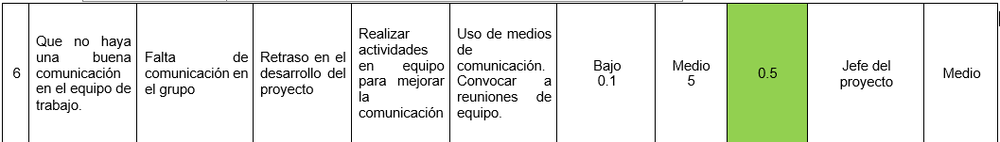 6
Que no haya
una buena
comunicación
en el equipo de
trabajo.
Falta de
comunicación en
el grupo
Retraso en el
desarrollo del
proyecto
Realizar
actividades
en equipo
para mejorar
la
comunicación
Uso de medios
de
comunicación.
Convocar a
reuniones de
equipo.
Bajo
0.1
Medio
5
0.5
Jefe del
proyecto
Medio